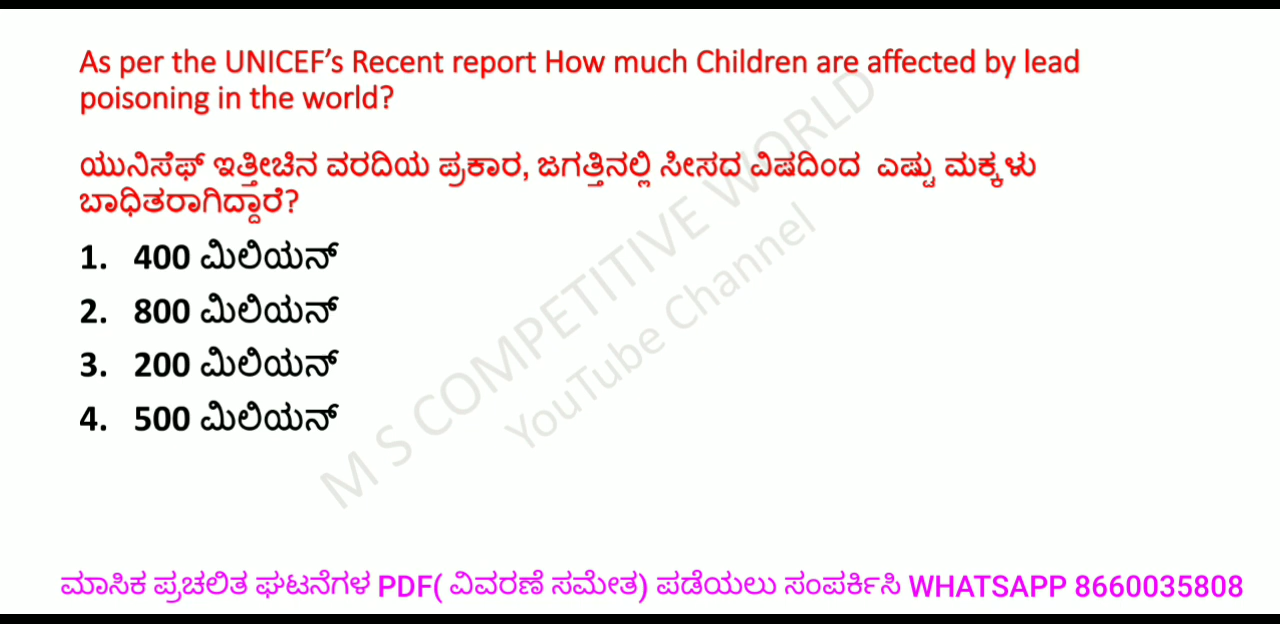 As per the UNICEF’s Recent report How much Children are affected by lead
poisoning in the world?
ಯುನಿಸೆಫ್ ಇತ್ತೀಚಿನ ವರದಿಯ ಪ್ರಕಾರ, ಜಗತ್ತಿನಲ್ಲಿ ಸೀಸದ ವಿಷದಿಂದ ಎಷ್ಟು ಮಕ್ಕಳು
ಬಾಧಿತರಾಗಿದ್ದಾರೆ?
1. 400 ಮಿಲಿಯನ್
2. 800 ಮಿಲಿಯನ್
3. 200 ಮಿಲಿಯನ್
4. 500 ಮಿಲಿಯನ್
M S COMPETITIVE WORLD
YouTube Channel
ಮಾಸಿಕ ಪ್ರಚಲಿತ ಘಟನೆಗಳ PDF( ವಿವರಣೆ ಸಮೇತ) ಪಡೆಯಲು ಸಂಪರ್ಕಿಸಿ WHATSAPP 8660035808